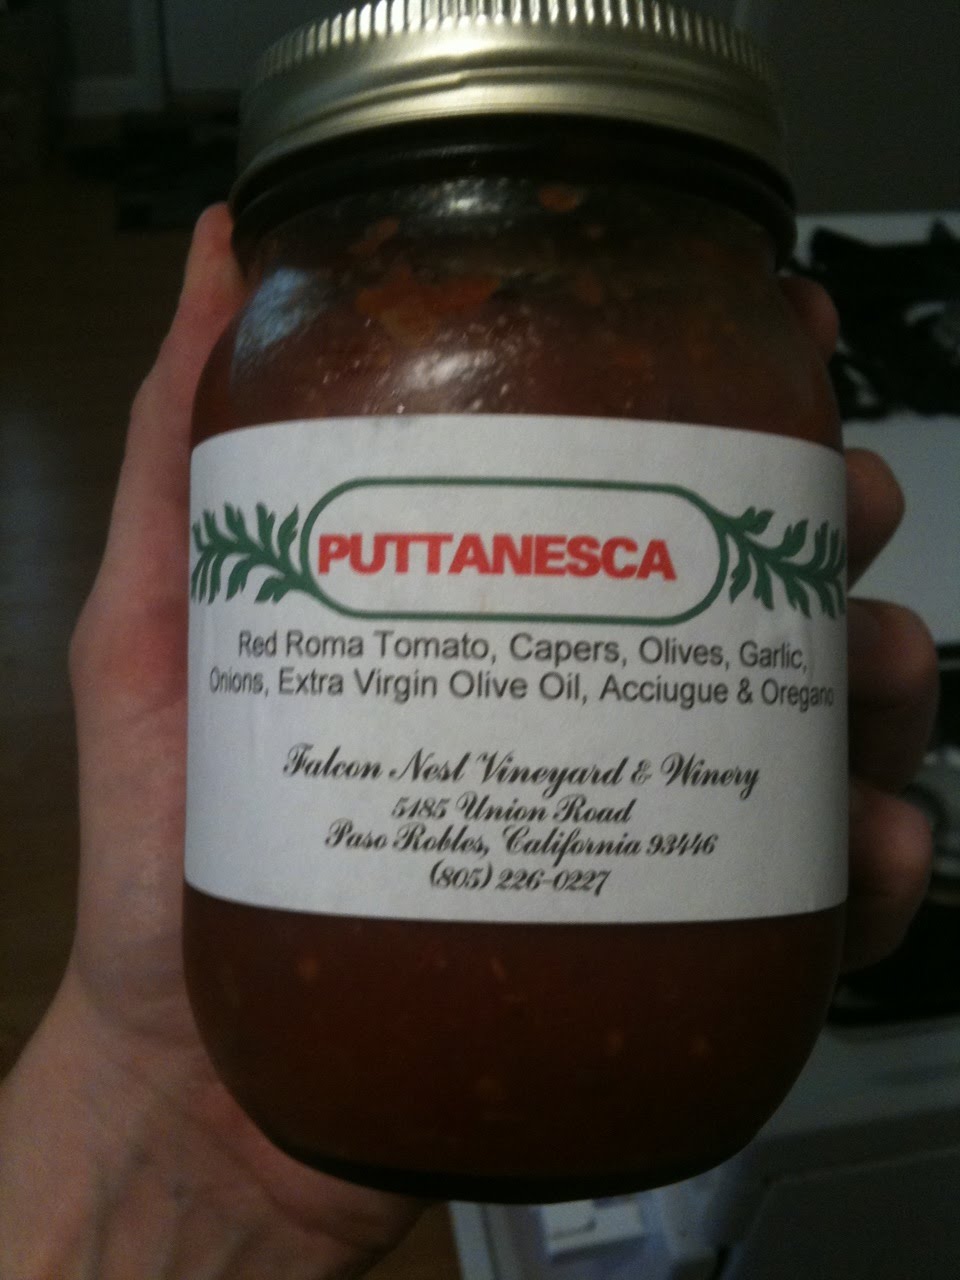 PUTTANESCA
Red Roma Tomato, Capers, Olives, Garlic,
Onions, Extra Virgin Olive Oil, Acciugue & Oregano
Falcon Nest Vineyard & Winery
5185 Union Road
Paso Robles, California 93446
(805) 226-0227